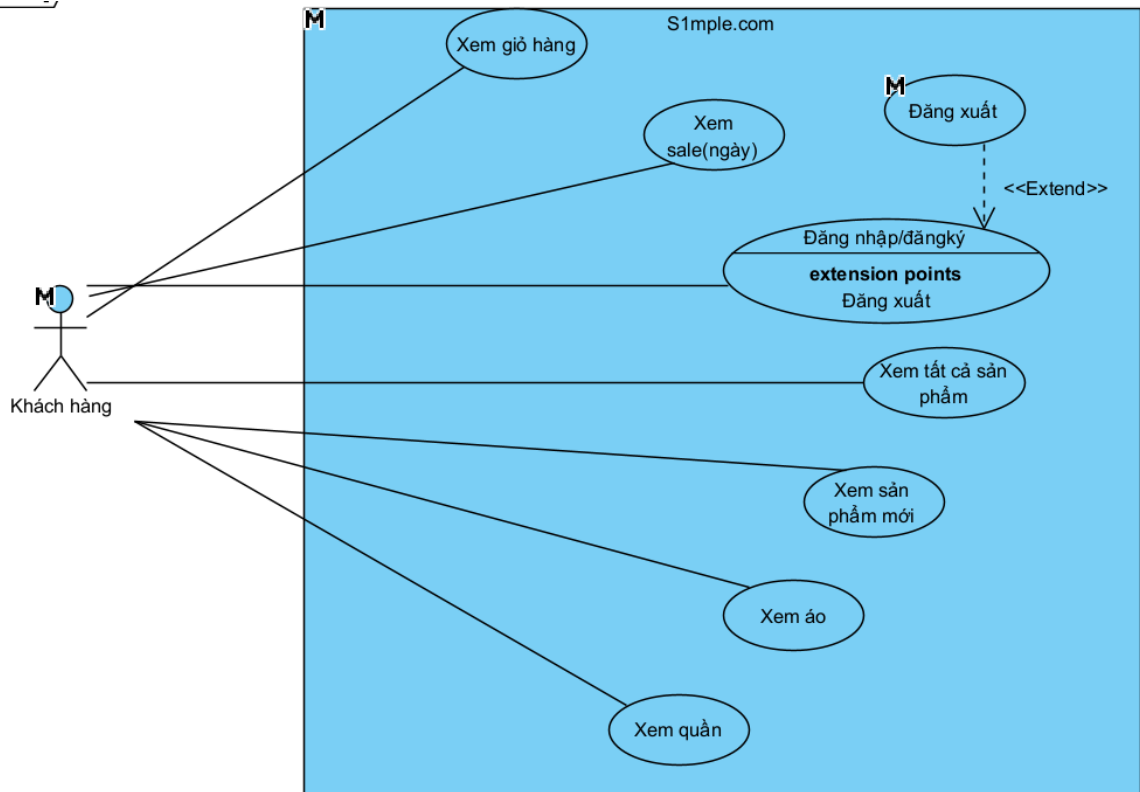 S1mple.com
Xem giỏ hàng
Xem
sale(ngày)
Đăng xuất
<<Extend>>
Đăng nhập/đăngký
extension points
Đăng xuất
Xem tất cả sản
phẩm
Khách hàng
Xem sản
phẩm mới
Xem áo
Xem quần
M
M
M